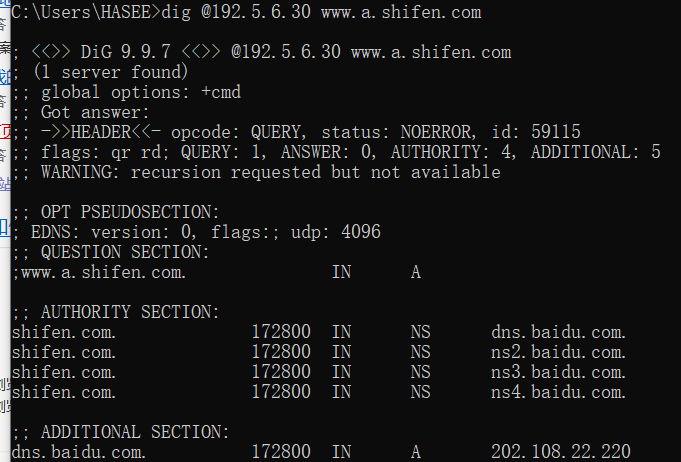 C:\Users\HASEE>dig @192.5.6.30 www.a.shifen.com
; <<>> DiG 9.9.7 <<>> @192.5.6.30 www.a.shifen.com
; (1 server found)
;; global options: +cmd
;; Got answer:
;; ->>HEADER<<- opcode: QUERY, status: NOERROR, id: 59115
;; flags: qr rd; QUERY: 1, ANSWER: 0, AUTHORITY: 4, ADDITIONAL: 5
;; WARNING: recursion requested but not available
;; OPT PSEUDOSECTION:
; EDNS: version: 0, flags:; udp: 4096
;; QUESTION SECTION:
;www.a.shifen.com. IN A
;; AUTHORITY SECTION:
shifen.com. 172800 IN NS dns.baidu.com.
shifen.com. 172800 IN NS ns2.baidu.com.
shifen.com. 172800 IN NS ns3.baidu.com.
shifen.com. 172800 IN NS ns4.baidu.com.
;; ADDITIONAL SECTION:
dns.baidu.com. 172800 IN A 202.108.22.220